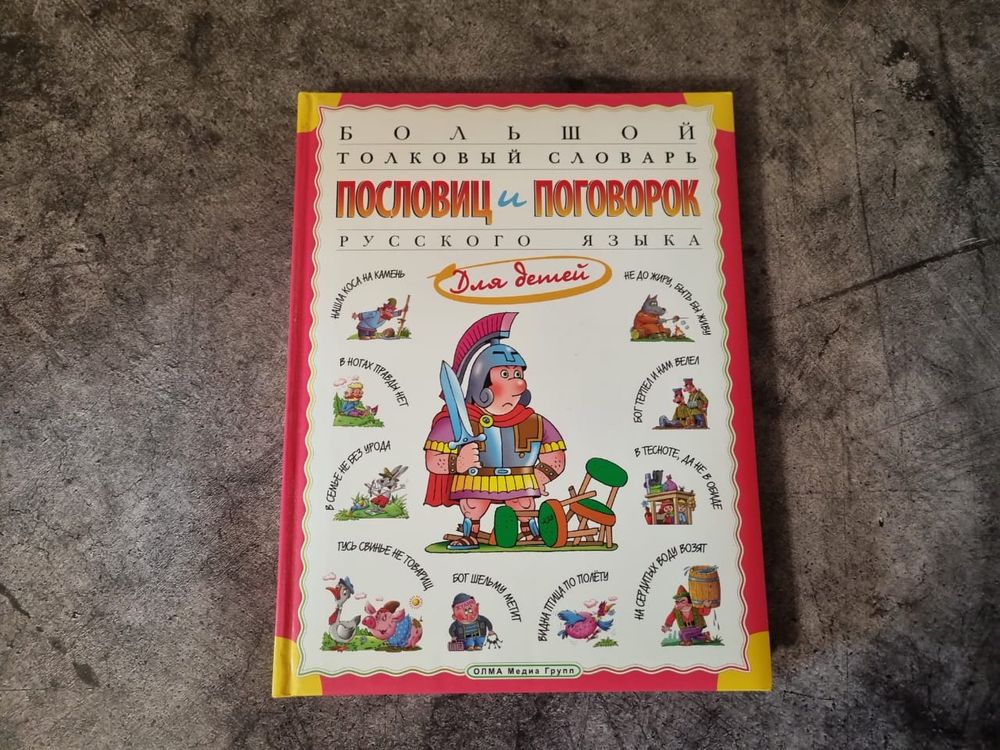 БОЛЬШОЙ
ТОЛКОВЫЙ СЛОВАРЬ
ПОСЛОВИЦ и ПОГОВОРОК
РУССКОГО ЯЗЫКА
Для детей
НАШЛА КОСА НА КАМЕНЬ
НЕ ДО ЖИРУ, БЫТЬ БЫ ЖИВУ
В НОГАХ ПРАВДЫ НЕТ
БОГ ТЕРПЕЛ И НАМ ВЕЛЕЛ
В СЕМЬЕ НЕ БЕЗ УРОДА
В ТЕСНОТЕ, ДА НЕ В ОБИДЕ
ГУСЬ СВИНЬЕ НЕ ТОВАРИЩ
БОГ ШЕЛЬМУ МЕТИТ
ВИДНА ПТИЦА ПО ПОЛЁТУ
НА СЕРДИТЫХ ВОДУ ВОЗЯТ
ОЛМА Медиа Групп